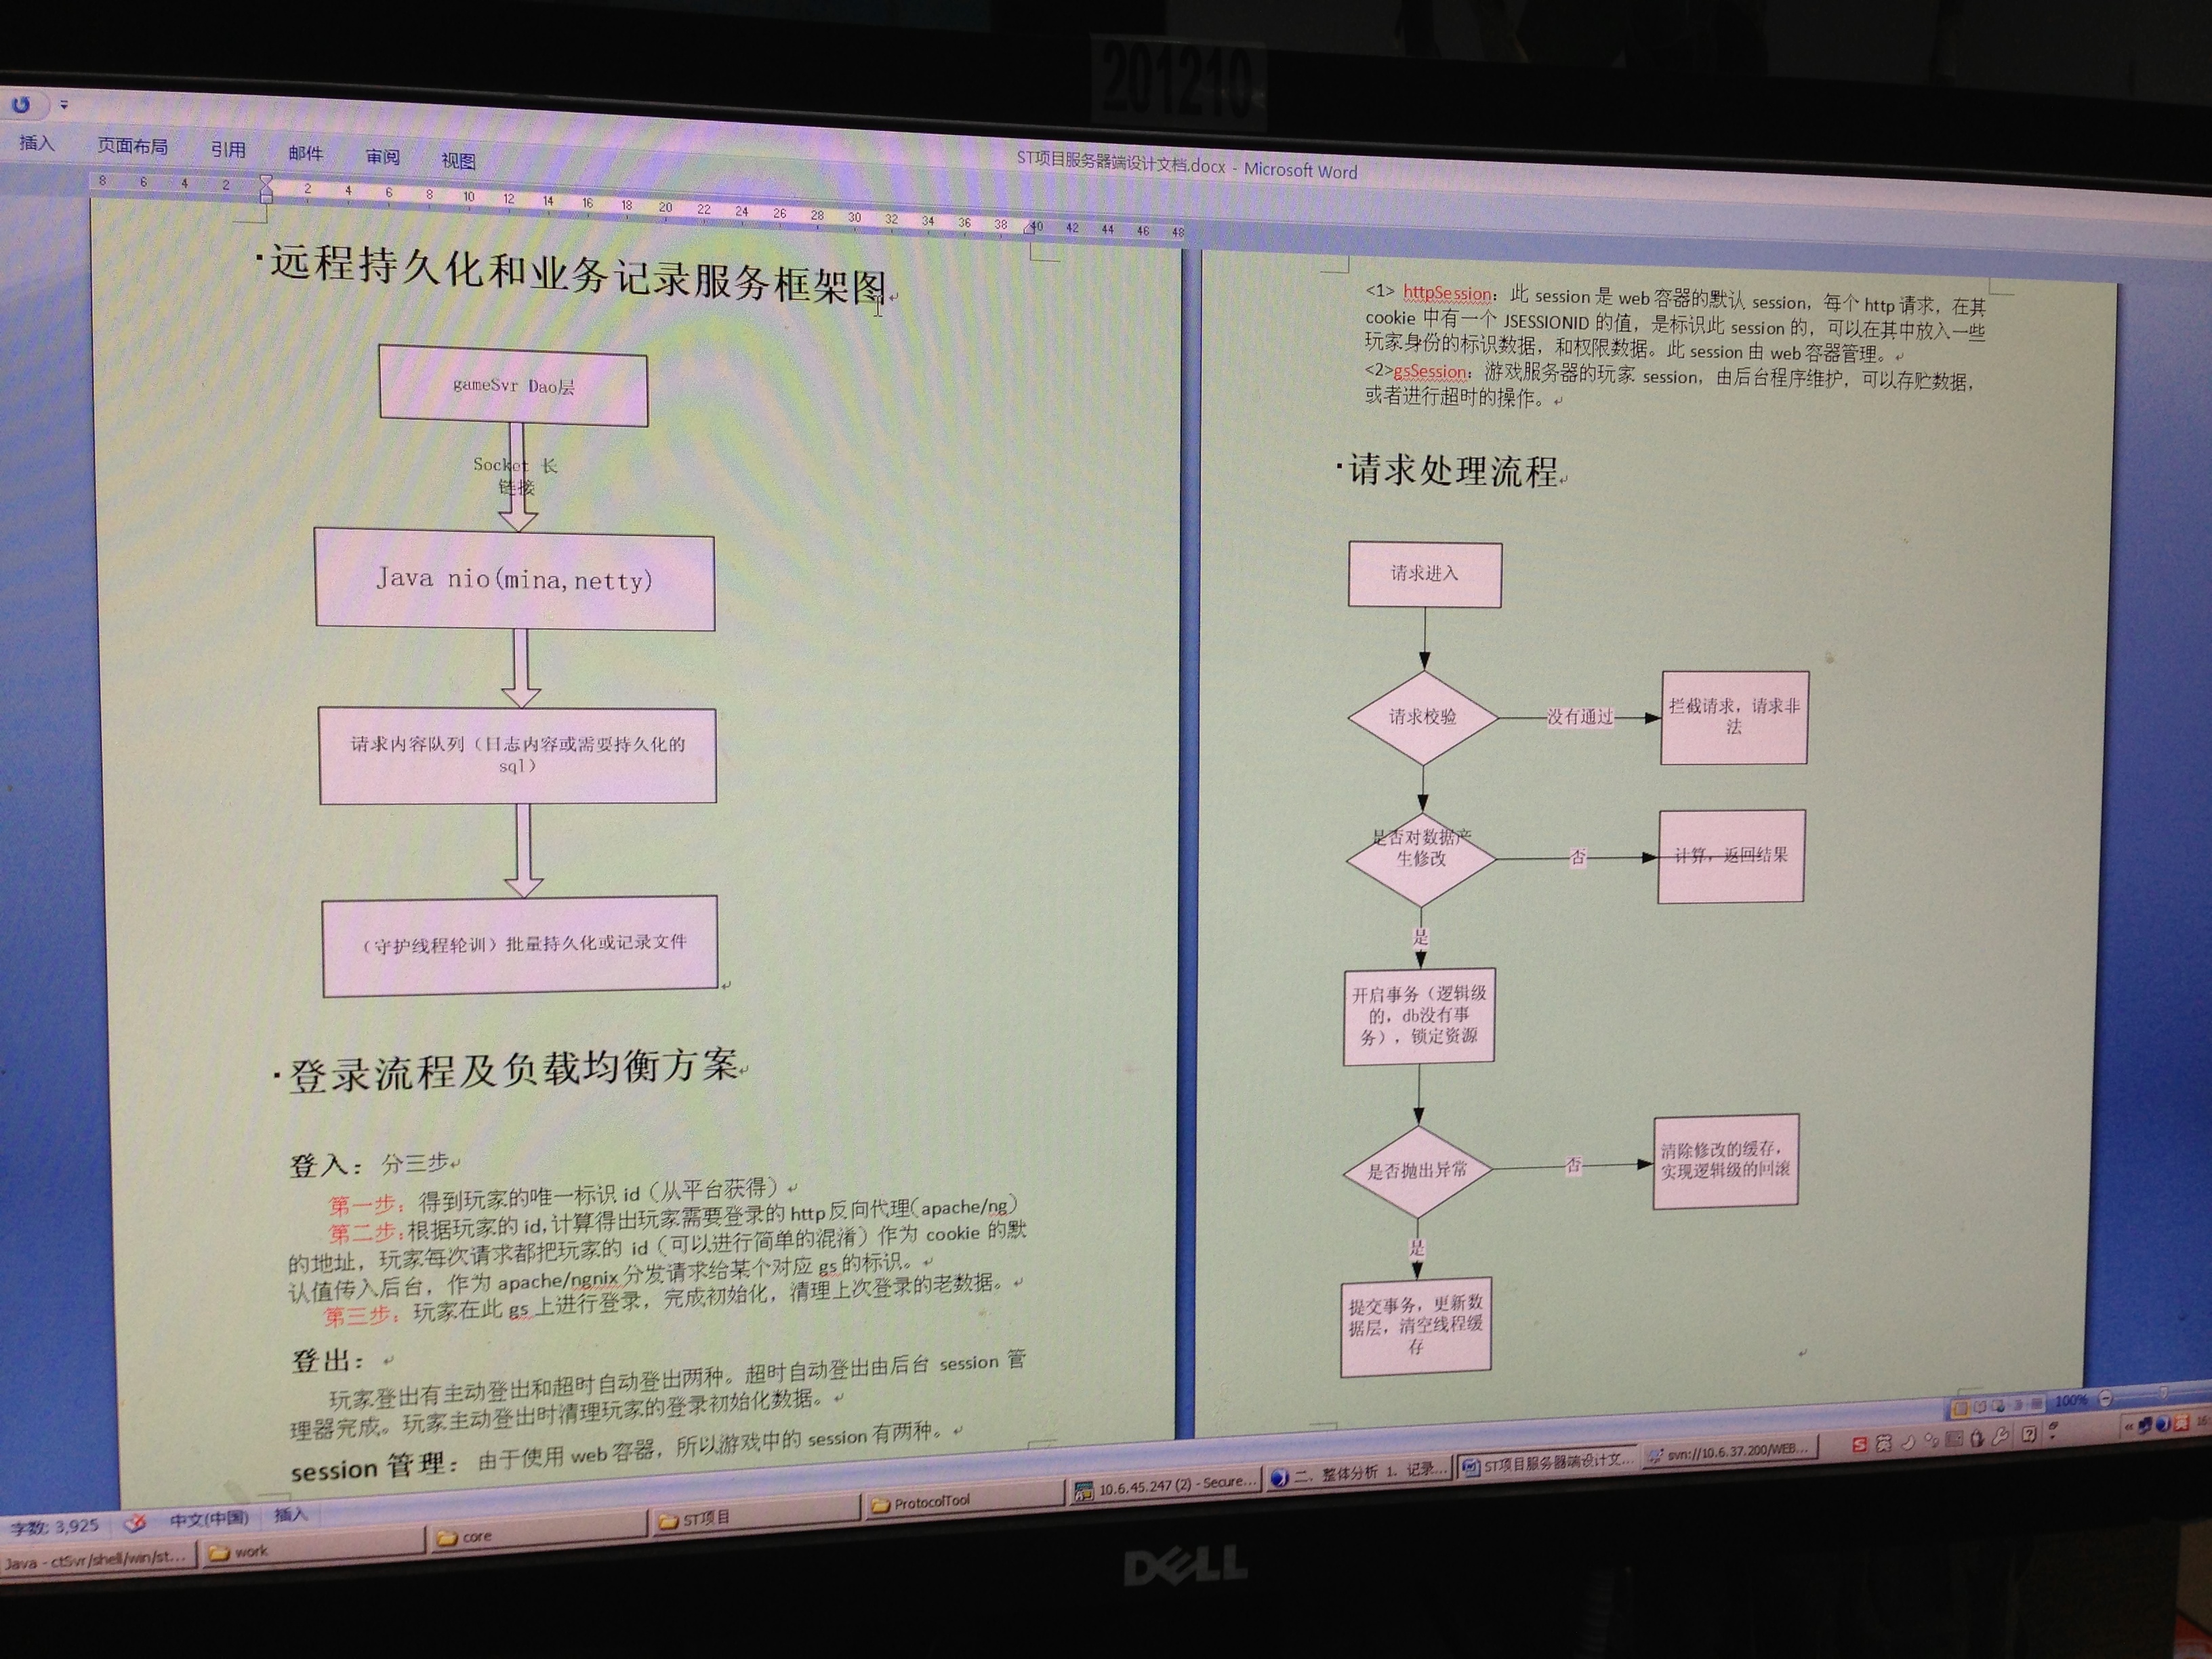 201210
插入 页面布局 引用 邮件 审阅 视图
ST项目服务器端设计文档.docx - Microsoft Word
8 6 4 2 2 4 6 8 10 12 14 16 18 20 22 24 26 28 30 32 34 36 38 40 42 44 46 48
远程持久化和业务记录服务框架图
gameSvr Dao层
Socket 长
链接
Java nio(mina,netty)
请求内容队列（日志内容或需要持久化的
sql）
（守护线程轮训）批量持久化或记录文件
登录流程及负载均衡方案
登入：分三步
第一步：得到玩家的唯一标识 id（从平台获得）
第二步:根据玩家的 id,计算得出玩家需要登录的 http 反向代理（apache/ng）
的地址，玩家每次请求都把玩家的 id（可以进行简单的混淆）作为 cookie 的默
认值传入后台，作为 apache/ngnix 分发请求给某个对应 gs 的标识。
第三步：玩家在此 gs 上进行登录，完成初始化，清理上次登录的老数据。
登出：
玩家登出有主动登出和超时自动登出两种。超时自动登出由后台 session 管
理器完成。玩家主动登出时清理玩家的登录初始化数据。
session 管理：由于使用 web 容器，所以游戏中的 session 有两种。
<1> httpSession：此 session 是 web 容器的默认 session，每个 http 请求，在其
cookie 中有一个 JSESSIONID 的值，是标识此 session 的，可以在其中放入一些
玩家身份的标识数据，和权限数据。此 session 由 web 容器管理。
<2>gsSession：游戏服务器的玩家 session，由后台程序维护，可以存贮数据，
或者进行超时的操作。
请求处理流程
请求进入
请求校验
没有通过
拦截请求，请求非
法
是否对数据产
生修改
否
计算，返回结果
是
开启事务（逻辑级
的，db没有事
务），锁定资源
是否抛出异常
否
清除修改的缓存，
实现逻辑级的回滚
是
提交事务，更新数
据层，清空线程缓
存
100%
字数: 3,925 中文(中国) 插入
Java - ctSvr/shell/win/st... work core ST项目 ProtocolTool 10.6.45.247 (2) - Secure... 二、整体分析 1、记录... ST项目服务器端设计文... svn://10.6.37.200/WEB... 英
DELL